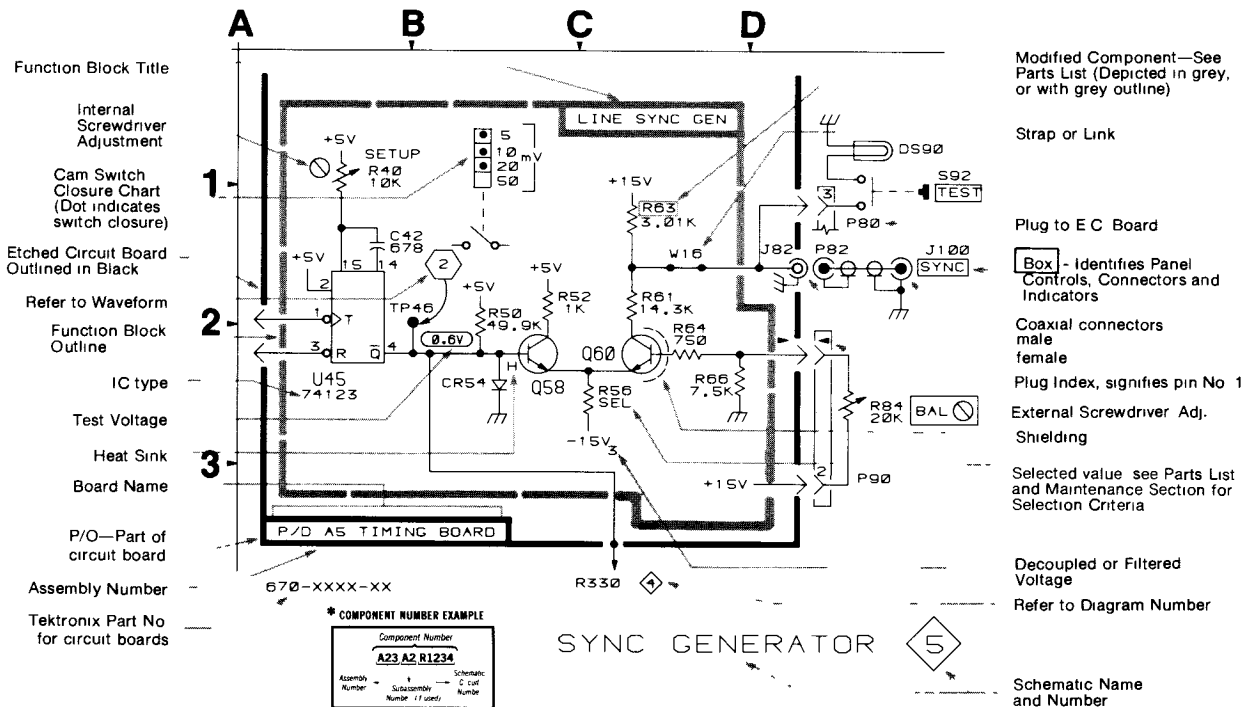 A B C D
Function Block Title
Internal
Screwdriver
Adjustment
Cam Switch
Closure Chart
(Dot indicates
switch closure)
Etched Circuit Board
Outlined in Black
Refer to Waveform
Function Block
Outline
IC type
Test Voltage
Heat Sink
Board Name
P/O—Part of
circuit board
Assembly Number
Tektronix Part No
for circuit boards
1
2
3
LINE SYNC GEN
+5V
SETUP
R40
10K
5
10
20
50
mV
C42
678
+5V
15 14
2
1
T
3
R
Q
4
U45
74123
2
TP46
0.6V
+5V
R50
49.9K
CR54
H
+5V
R52
1K
Q58
Q60
+15V
R63
3.01K
W16
R61
14.3K
R64
750
R66
7.5K
R56
SEL
-15V3
+15V
DS90
S92
TEST
3
P80
J82
P82
J100
SYNC
1
R84
20K
BAL
2
P90
P/O A5 TIMING BOARD
670-XXXX-XX
R330
4
* COMPONENT NUMBER EXAMPLE
Component Number
A23 A2 R1234
Assembly
Number
Subassembly
Number (if used)
Schematic
Circuit
Number
SYNC GENERATOR
5
Modified Component—See
Parts List (Depicted in grey,
or with grey outline)
Strap or Link
Plug to E C Board
Box - Identifies Panel
Controls, Connectors and
Indicators
Coaxial connectors
male
female
Plug Index, signifies pin No 1
External Screwdriver Adj.
Shielding
Selected value see Parts List
and Maintenance Section for
Selection Criteria
Decoupled or Filtered
Voltage
Refer to Diagram Number
Schematic Name
and Number